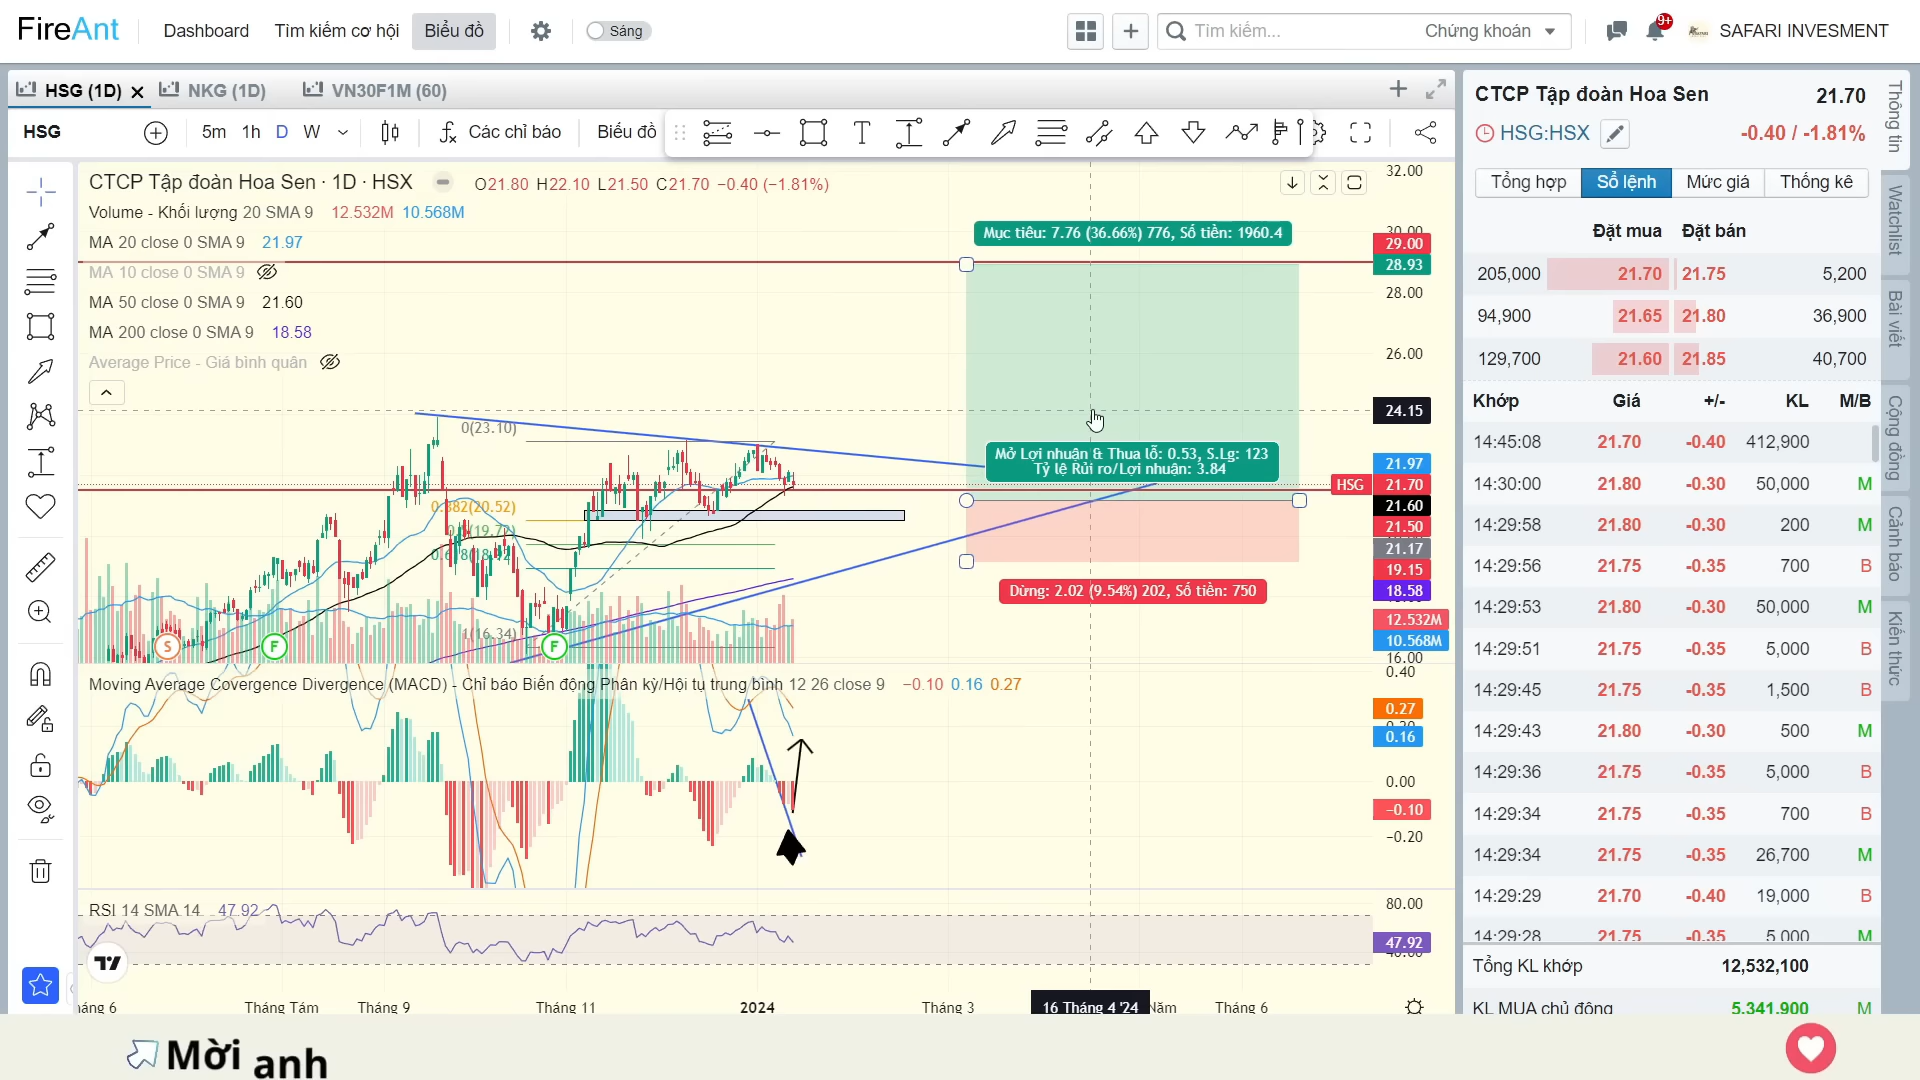 FireAnt Dashboard Tìm kiếm cơ hội Biểu đồ Sáng Tìm kiếm... Chứng khoán 9+ SAFARI INVESMENT
HSG (1D) NKG (1D) VN30F1M (60)
HSG 5m 1h D W Các chỉ báo Biểu đồ
CTCP Tập đoàn Hoa Sen · 1D · HSX O21.80 H22.10 L21.50 C21.70 −0.40 (−1.81%)
Volume - Khối lượng 20 SMA 9 12.532M 10.568M
MA 20 close 0 SMA 9 21.97
MA 10 close 0 SMA 9
MA 50 close 0 SMA 9 21.60
MA 200 close 0 SMA 9 18.58
Average Price - Giá bình quân
Mục tiêu: 7.76 (36.66%) 776, Số tiền: 1960.4
Mở Lợi nhuận & Thua lỗ: 0.53, S.Lg: 123
Tỷ lệ Rủi ro/Lợi nhuận: 3.84
Dừng: 2.02 (9.54%) 202, Số tiền: 750
0(23.10)
0.382(20.52)
1(16.34)
S F F
32.00
30.00
29.00
28.93
28.00
26.00
24.15
21.97
HSG 21.70
21.60
21.50
21.17
19.15
18.58
12.532M
10.568M
16.00
Moving Average Covergence Divergence (MACD) - Chỉ báo Biến động Phân kỳ/Hội tụ trung bình 12 26 close 9 −0.10 0.16 0.27
0.40
0.27
0.16
0.00
−0.10
−0.20
RSI 14 SMA 14 47.92
80.00
47.92
40.00
Tháng Tám Tháng 9 Tháng 11 2024 Tháng 3 16 Tháng 4 '24 Năm Tháng 6
CTCP Tập đoàn Hoa Sen 21.70
HSG:HSX -0.40 / -1.81%
Tổng hợp Sổ lệnh Mức giá Thống kê
Đặt mua Đặt bán
205,000 21.70 21.75 5,200
94,900 21.65 21.80 36,900
129,700 21.60 21.85 40,700
Khớp Giá +/- KL M/B
14:45:08 21.70 -0.40 412,900
14:30:00 21.80 -0.30 50,000 M
14:29:58 21.80 -0.30 200 M
14:29:56 21.75 -0.35 700 B
14:29:53 21.80 -0.30 50,000 M
14:29:51 21.75 -0.35 5,000 B
14:29:45 21.75 -0.35 1,500 B
14:29:43 21.80 -0.30 500 M
14:29:36 21.75 -0.35 5,000 B
14:29:34 21.75 -0.35 700 B
14:29:34 21.75 -0.35 26,700 M
14:29:29 21.70 -0.40 19,000 B
14:29:28 21.75 -0.35 5,000 M
Tổng KL khớp 12,532,100
KL MUA chủ động 5,341,900 M
Thông tin
Watchlist
Bài viết
Cộng đồng
Cảnh báo
Kiến thức
Mời anh